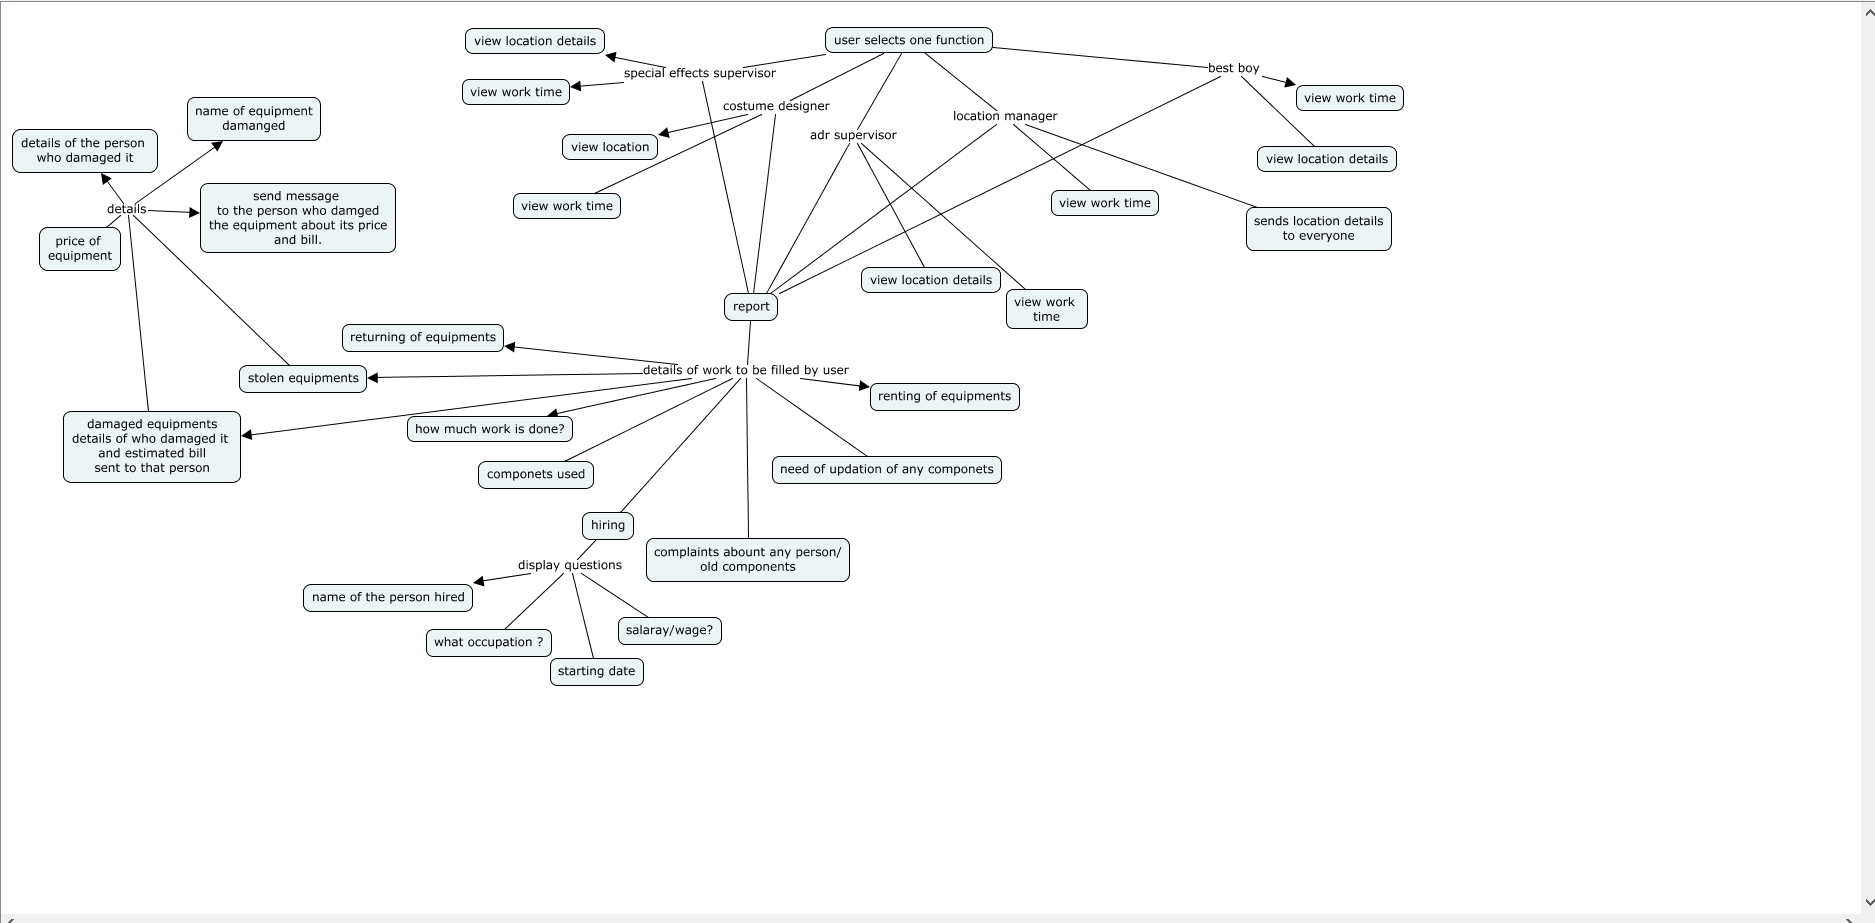 view location details
user selects one function
special effects supervisor
best boy
view work time
view work time
costume designer
name of equipment
damanged
location manager
adr supervisor
details of the person
who damaged it
view location
view location details
send message
to the person who damged
the equipment about its price
and bill.
view work time
view work time
details
sends location details
to everyone
price of
equipment
view location details
report
view work
time
returning of equipments
details of work to be filled by user
stolen equipments
renting of equipments
damaged equipments
details of who damaged it
and estimated bill
sent to that person
how much work is done?
componets used
need of updation of any componets
hiring
complaints abount any person/
old components
display questions
name of the person hired
salaray/wage?
what occupation ?
starting date